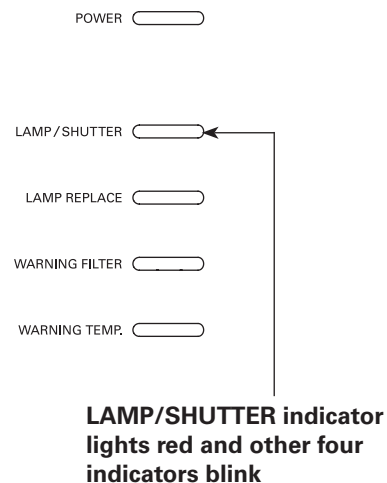 POWER
LAMP/SHUTTER
LAMP REPLACE
WARNING FILTER
WARNING TEMP.
LAMP/SHUTTER indicator
lights red and other four
indicators blink